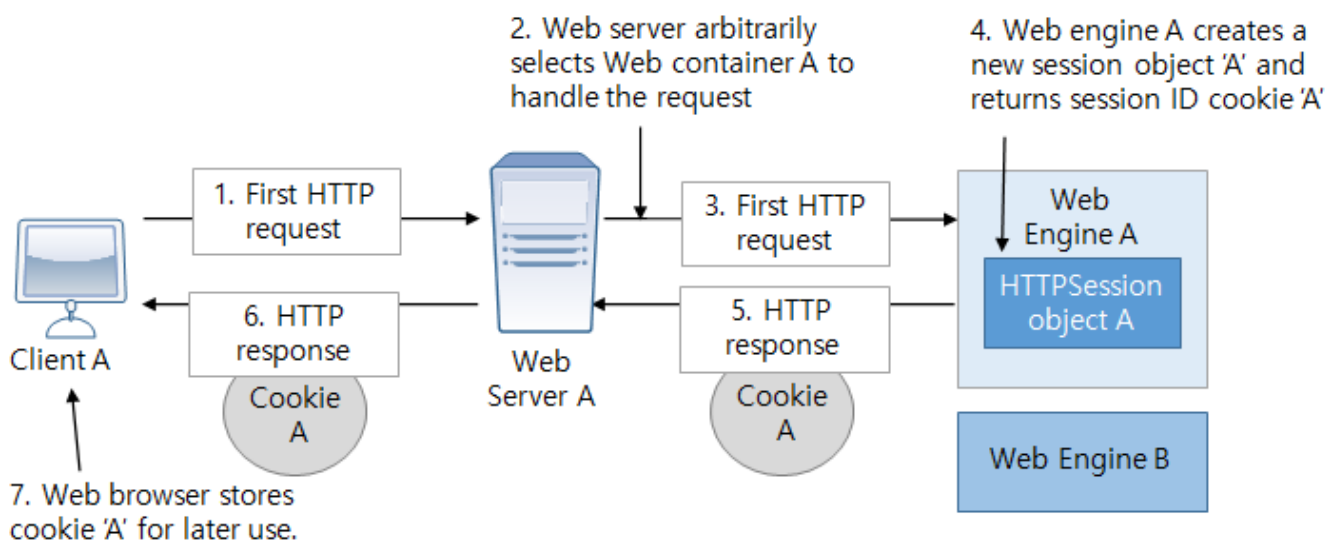 2. Web server arbitrarily
selects Web container A to
handle the request
4. Web engine A creates a
new session object ‘A’ and
returns session ID cookie ‘A’
1. First HTTP
request
3. First HTTP
request
Web
Engine A
HTTPSession
object A
6. HTTP
response
5. HTTP
response
Client A
Web
Server A
Cookie
A
Cookie
A
Web Engine B
7. Web browser stores
cookie ‘A’ for later use.